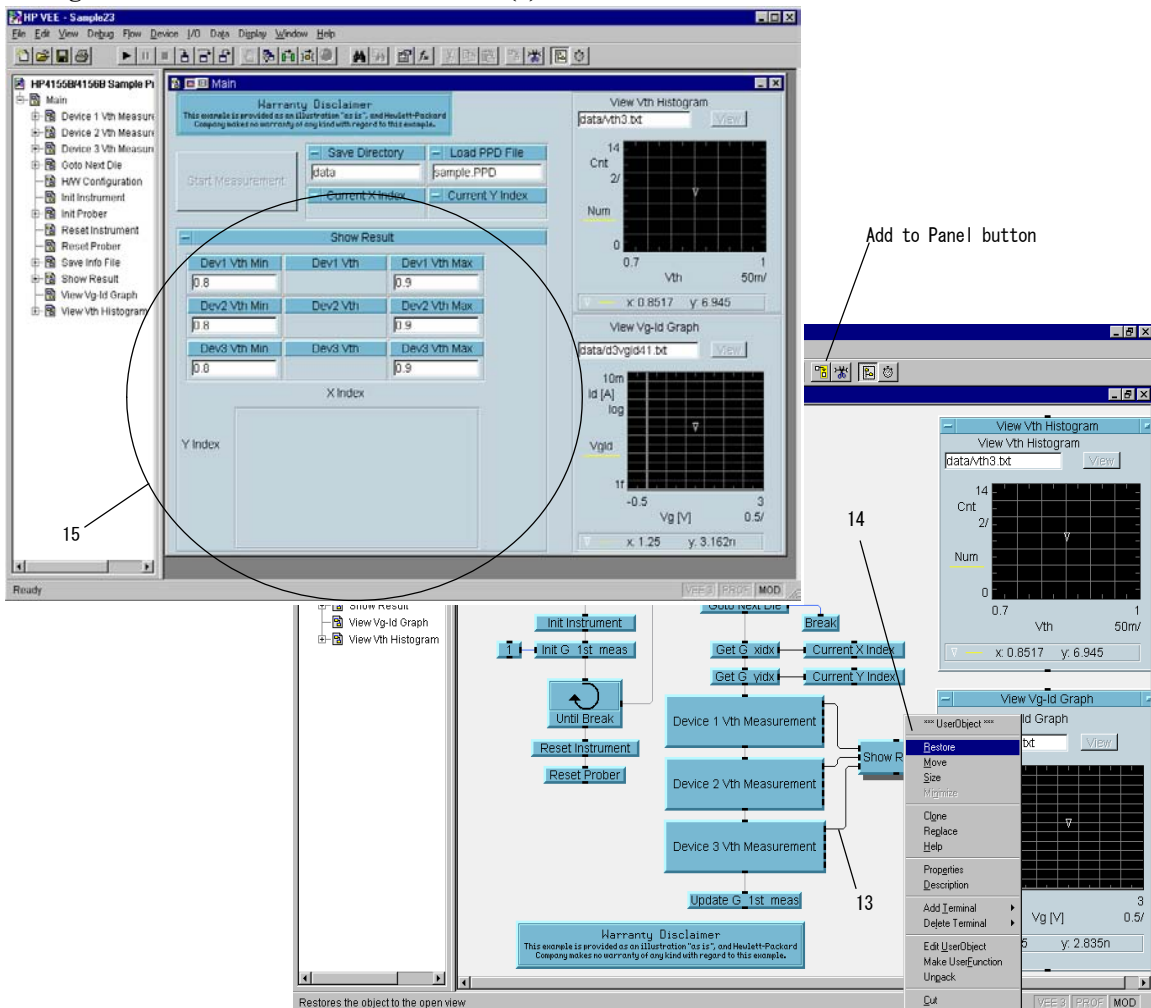 HP VEE - Sample23
File Edit View Debug Flow Device I/O Data Display Window Help
HP4155B/4156B Sample Pr
Main
Device 1 Vth Measure
Device 2 Vth Measure
Device 3 Vth Measure
Goto Next Die
H/W Configuration
Init Instrument
Init Prober
Reset Instrument
Reset Prober
Save Info File
Show Result
View Vg-Id Graph
View Vth Histogram
Main
Warranty Disclaimer
This example is provided as an illustration "as is", and Hewlett-Packard
Company makes no warranty of any kind with regard to this example.
Start Measurement
Save Directory
Load PPD File
data
sample.PPD
Current X Index
Current Y Index
Show Result
Dev1 Vth Min
Dev1 Vth
Dev1 Vth Max
0.8
0.9
Dev2 Vth Min
Dev2 Vth
Dev2 Vth Max
0.8
0.9
Dev3 Vth Min
Dev3 Vth
Dev3 Vth Max
0.8
0.9
X Index
Y Index
View Vth Histogram
data/vth3.txt
View
14
Cnt
2/
Num
0
0.7
1
Vth
50m/
x: 0.8517 y: 6.945
View Vg-Id Graph
data/d3vgid41.txt
View
10m
Id [A]
log
VgId
1f
-0.5
3
Vg [V]
0.5/
x: 1.25 y: 3.162n
15
Ready
VEE 3 PROF MOD
Add to Panel button
View Vth Histogram
View Vth Histogram
data/vth3.txt
View
14
Cnt
2/
Num
0
0.7
1
Vth
50m/
x: 0.8517 y: 6.945
14
Show Result
View Vg-Id Graph
View Vth Histogram
Goto Next Die
Break
Init Instrument
1
Init G 1st meas
Get G xidx
Current X Index
Get G yidx
Current Y Index
Until Break
Reset Instrument
Reset Prober
Device 1 Vth Measurement
Device 2 Vth Measurement
Device 3 Vth Measurement
Show R
Update G 1st meas
13
View Vg-Id Graph
Id Graph
txt
View
*** UserObject ***
Restore
Move
Size
Minimize
Clone
Replace
Help
Properties
Description
Add Terminal
Delete Terminal
Edit UserObject
Make UserFunction
Unpack
Cut
3
Vg [V]
0.5/
5 y: 2.835n
Warranty Disclaimer
This example is provided as an illustration "as is", and Hewlett-Packard
Company makes no warranty of any kind with regard to this example.
Restores the object to the open view
VEE 3 PROF MOD